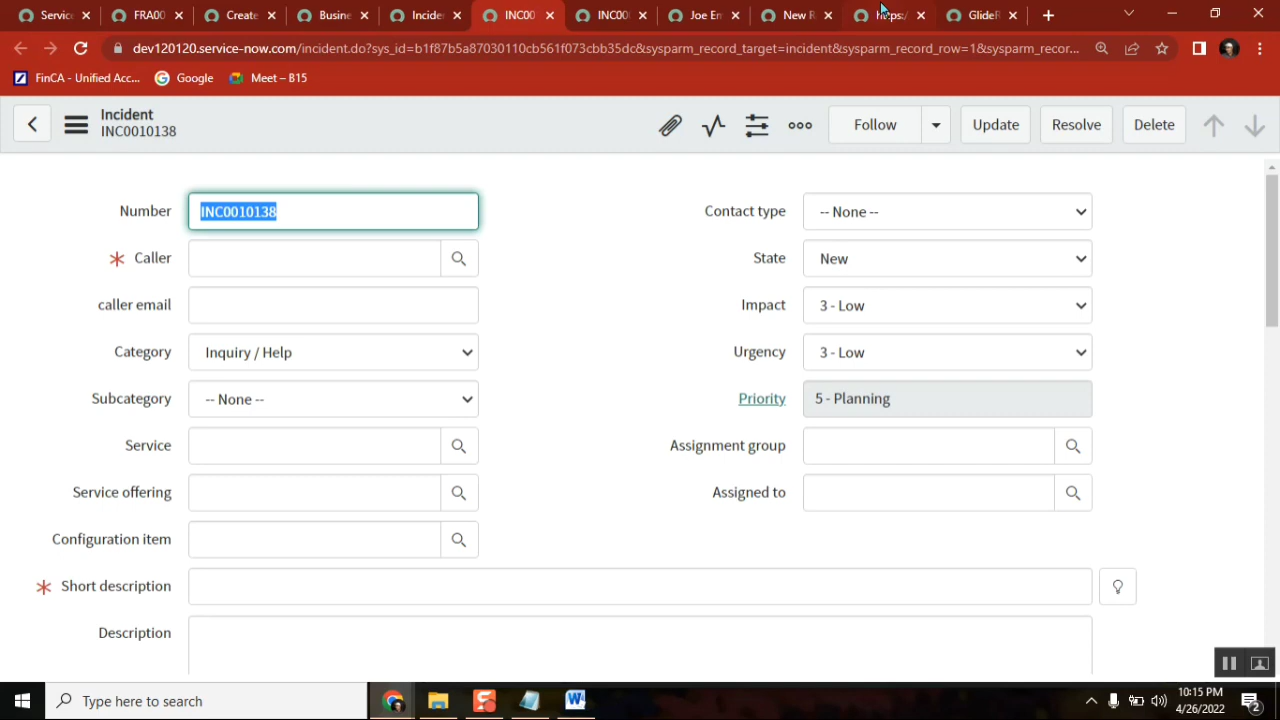 Servic
FRA00
Create
Busine
Incide
INC00
INC00
Joe Er
New R
https:/
GlideR
dev120120.service-now.com/incident.do?sys_id=b1f87b5a87030110cb561f073cbb35dc&sysparm_record_target=incident&sysparm_record_row=1&sysparm_recor...
FinCA - Unified Acc...
Google
Meet – B15
Incident
INC0010138
Follow
Update
Resolve
Delete
Number
INC0010138
Contact type
-- None --
Caller
State
New
caller email
Impact
3 - Low
Category
Inquiry / Help
Urgency
3 - Low
Subcategory
-- None --
Priority
5 - Planning
Service
Assignment group
Service offering
Assigned to
Configuration item
Short description
Description
Type here to search
10:15 PM
4/26/2022
2